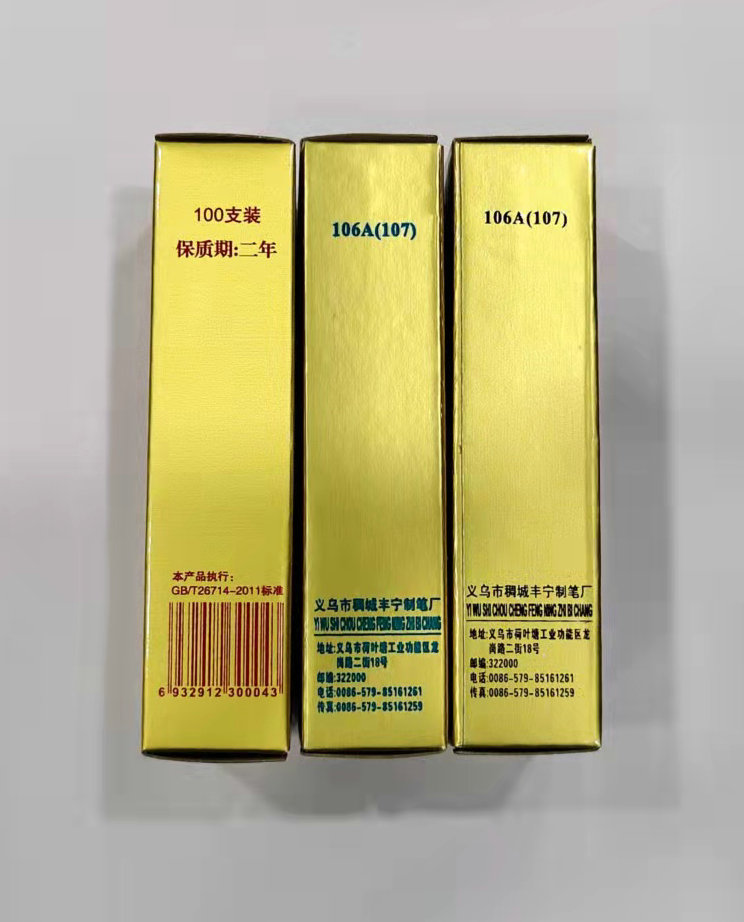 100支装
保质期:二年
本产品执行:
GB/T26714-2011标准
6 932912 300043
106A(107)
义乌市稠城丰宁制笔厂
YI WU SHI CHOU CHENG FENG NING ZHI BI CHANG
地址:义乌市荷叶塘工业功能区龙
岗路二街18号
邮编:322000
电话:0086-579-85161261
传真:0086-579-85161259
106A(107)
义乌市稠城丰宁制笔厂
YI WU SHI CHOU CHENG FENG NING ZHI BI CHANG
地址:义乌市荷叶塘工业功能区龙
岗路二街18号
邮编:322000
电话:0086-579-85161261
传真:0086-579-85161259